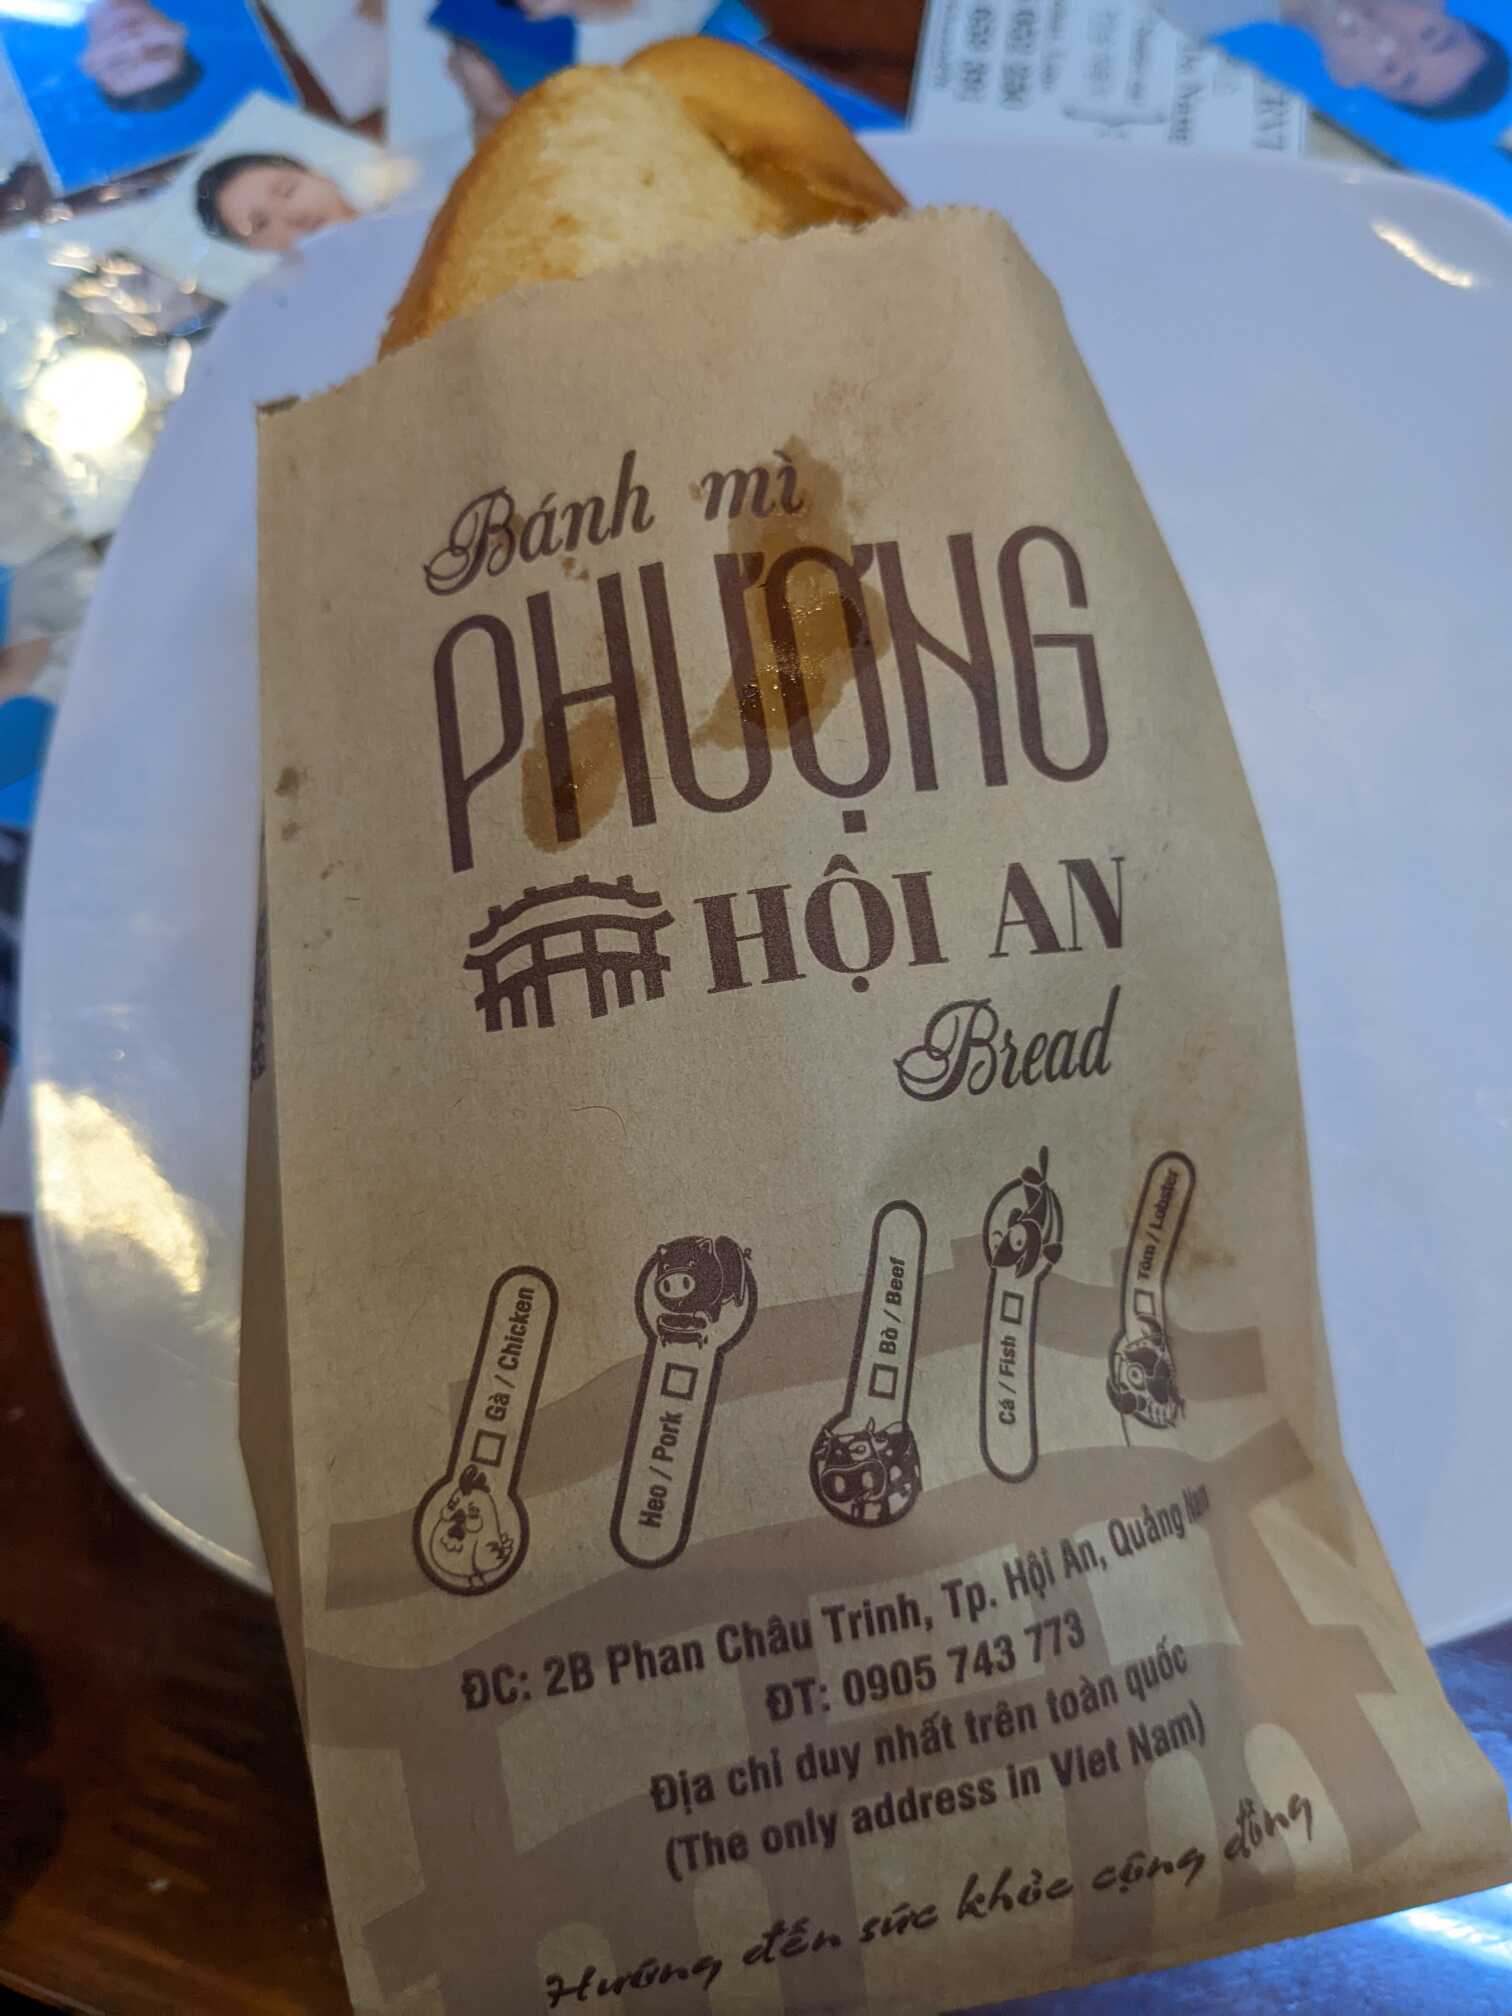 Bánh mì
PHƯỢNG
HỘI AN
Bread
Gà / Chicken
Heo / Pork
Bò / Beef
Cá / Fish
Tôm / Lobster
ĐC: 2B Phan Châu Trinh, Tp. Hội An, Quảng Nam
ĐT: 0905 743 773
Địa chỉ duy nhất trên toàn quốc
(The only address in Viet Nam)
Hướng đến sức khỏe cộng đồng